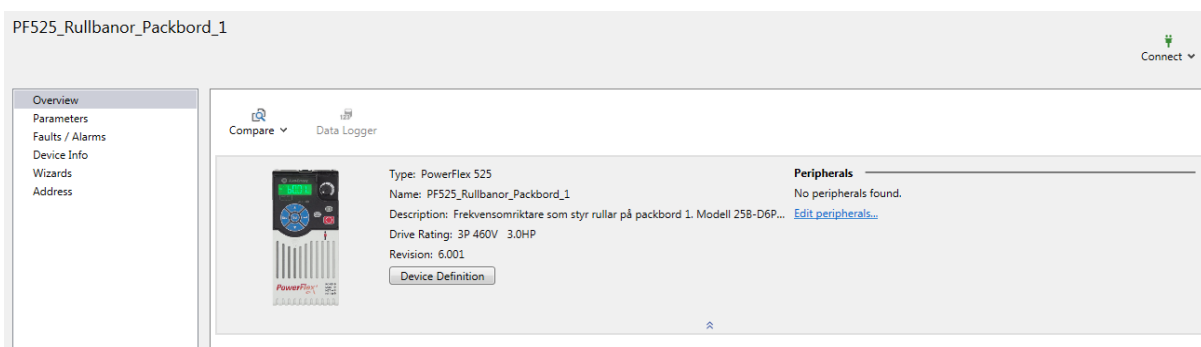 PF525_Rullbanor_Packbord_1
Connect
Overview
Parameters
Faults / Alarms
Device Info
Wizards
Address
Compare
Data Logger
Type: PowerFlex 525
Name: PF525_Rullbanor_Packbord_1
Description: Frekvensomriktare som styr rullar på packbord 1. Modell 25B-D6P...
Drive Rating: 3P 460V 3.0HP
Revision: 6.001
Device Definition
Peripherals
No peripherals found.
Edit peripherals...
PowerFlex